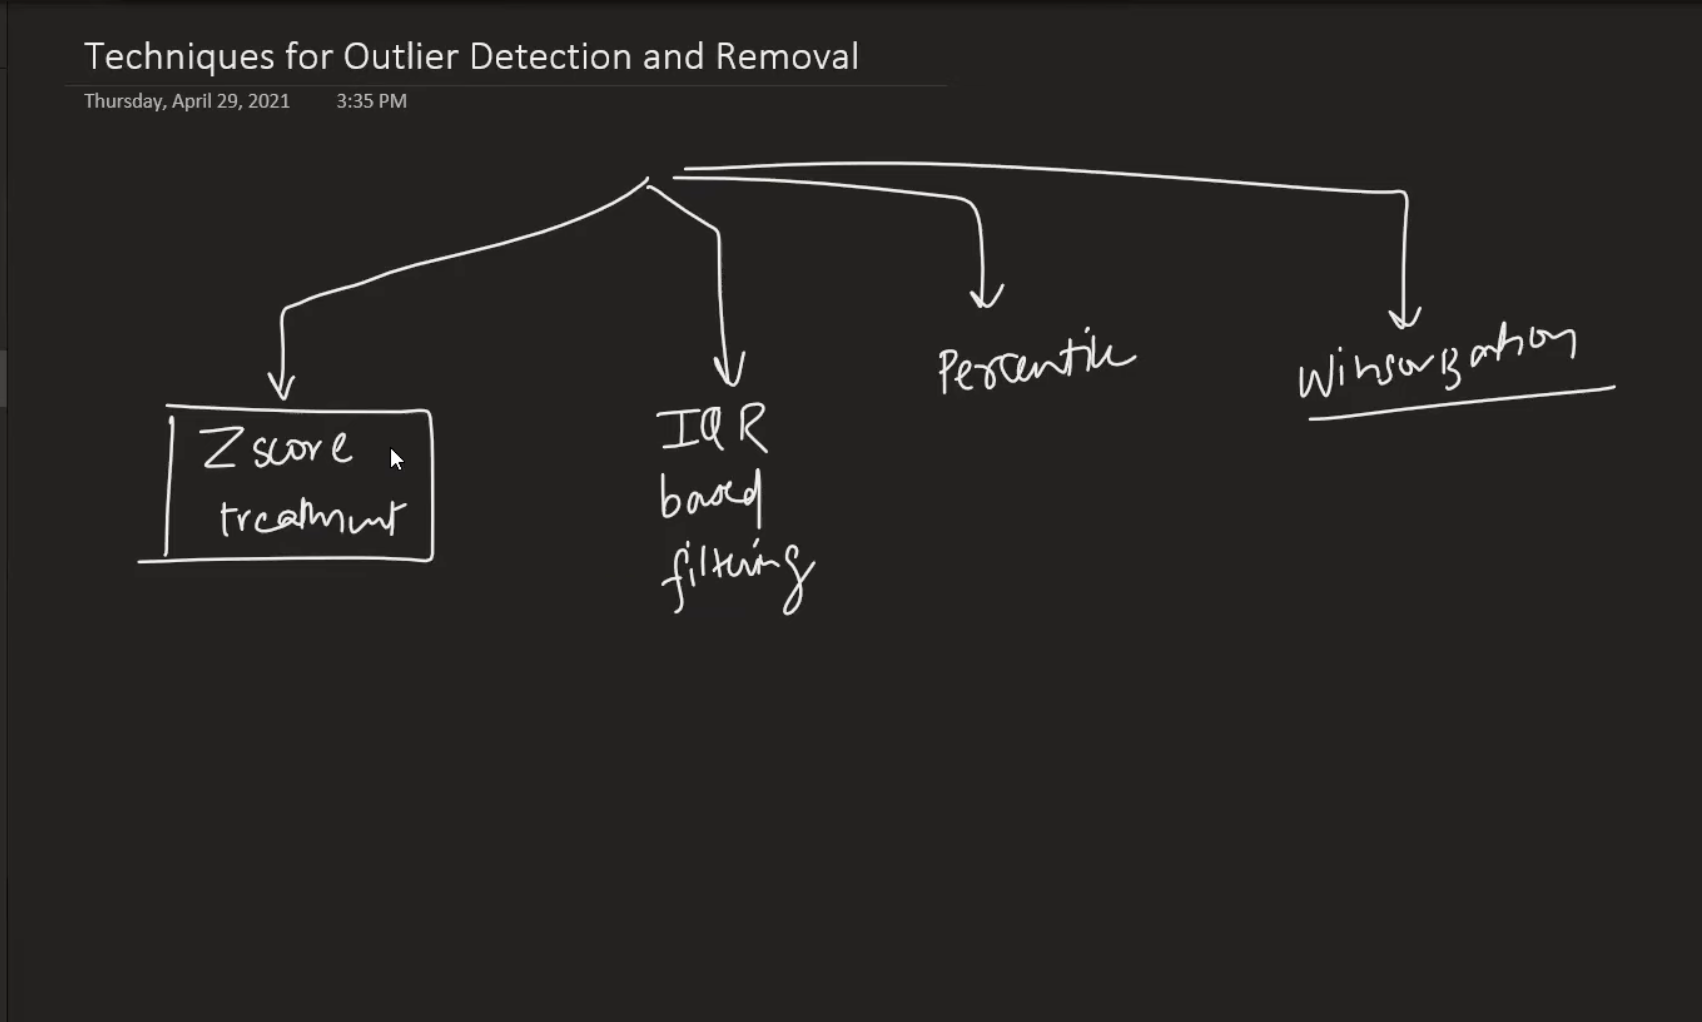 Techniques for Outlier Detection and Removal
Thursday, April 29, 2021 3:35 PM
Z score
treatment
IQR
based
filtering
Percentile
Winsorization